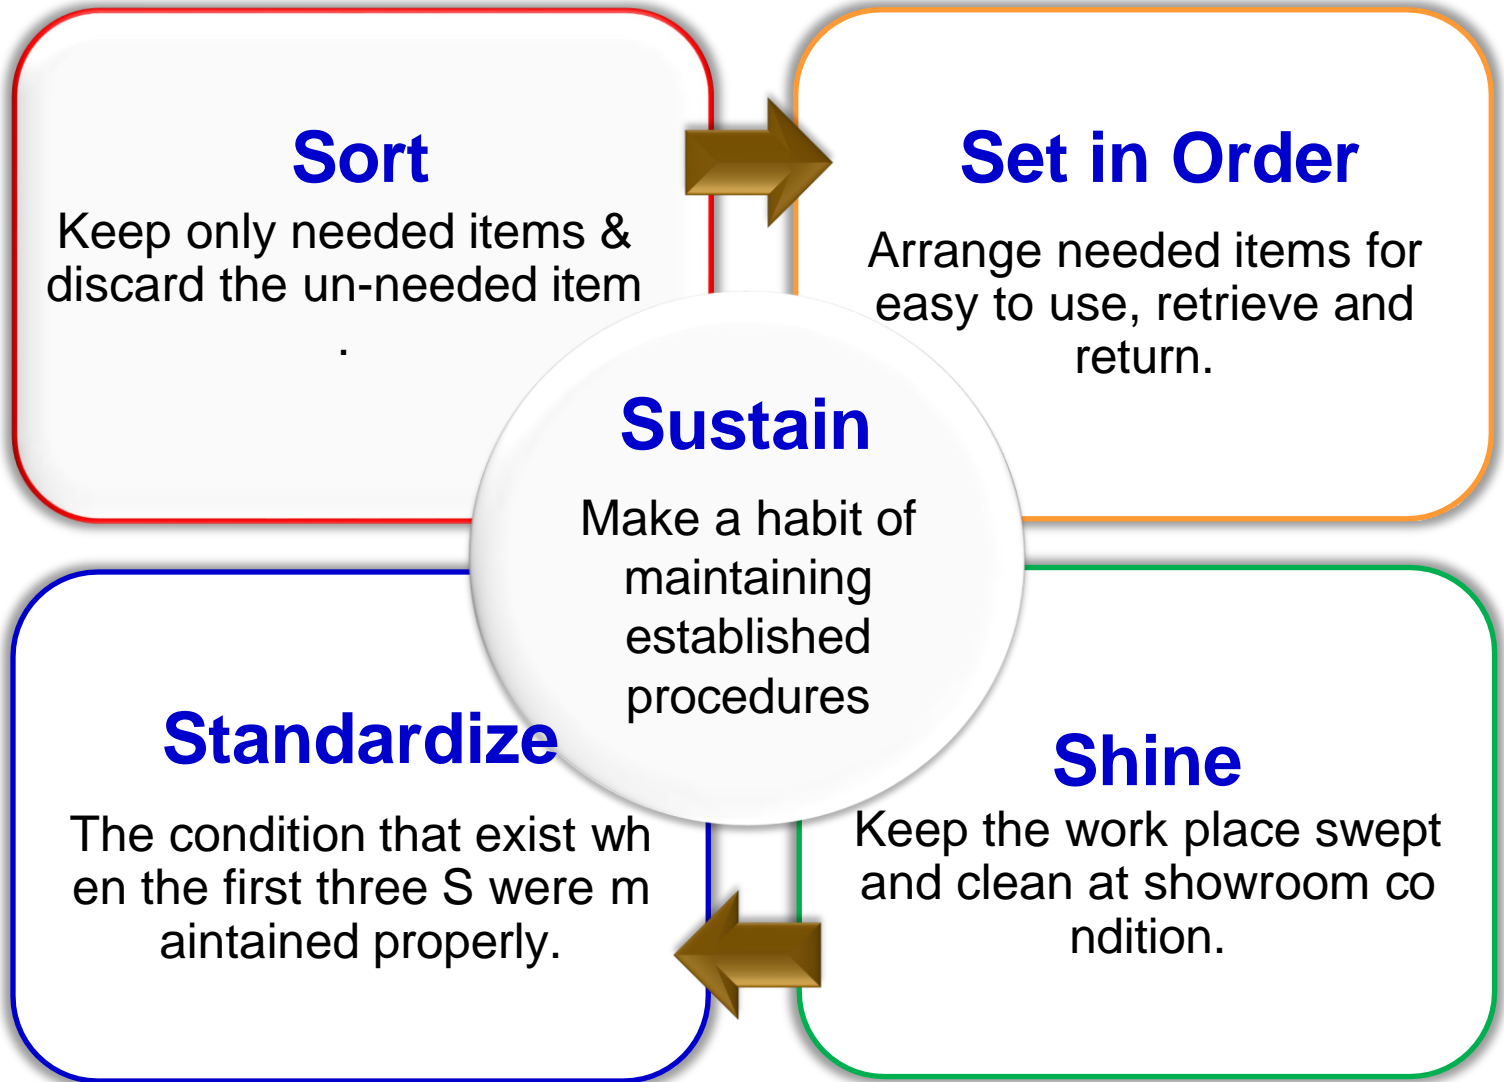 Sort
Keep only needed items &
discard the un-needed item
.
Set in Order
Arrange needed items for
easy to use, retrieve and
return.
Sustain
Make a habit of
maintaining
established
procedures
Standardize
The condition that exist wh
en the first three S were m
aintained properly.
Shine
Keep the work place swept
and clean at showroom co
ndition.